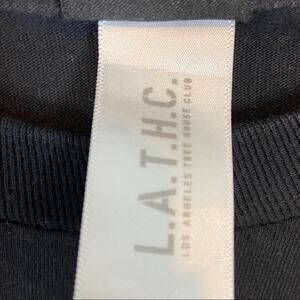 L.A.T.H.C.
LOS ANGELES TREE HOUSE CLUB